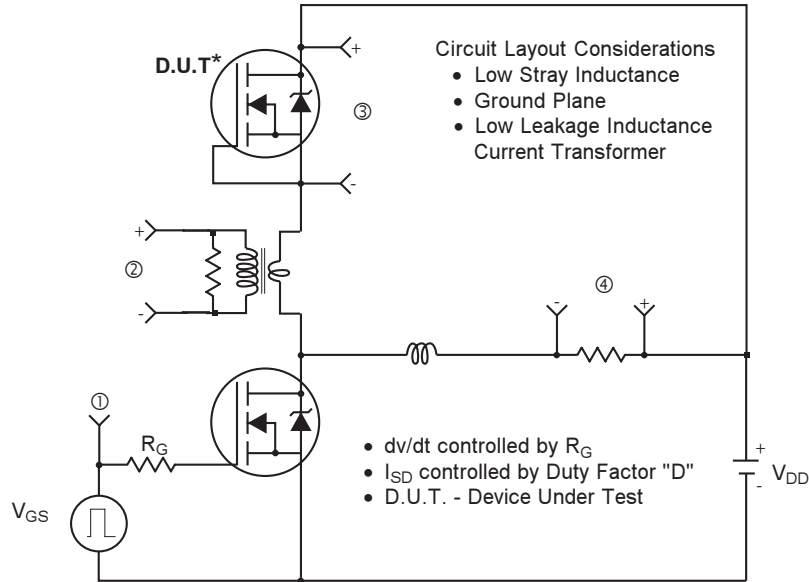 D.U.T*
+
-
③
Circuit Layout Considerations
• Low Stray Inductance
• Ground Plane
• Low Leakage Inductance
Current Transformer
+
②
-
④
-
+
①
RG
VGS
• dv/dt controlled by RG
• ISD controlled by Duty Factor "D"
• D.U.T. - Device Under Test
+
-
VDD